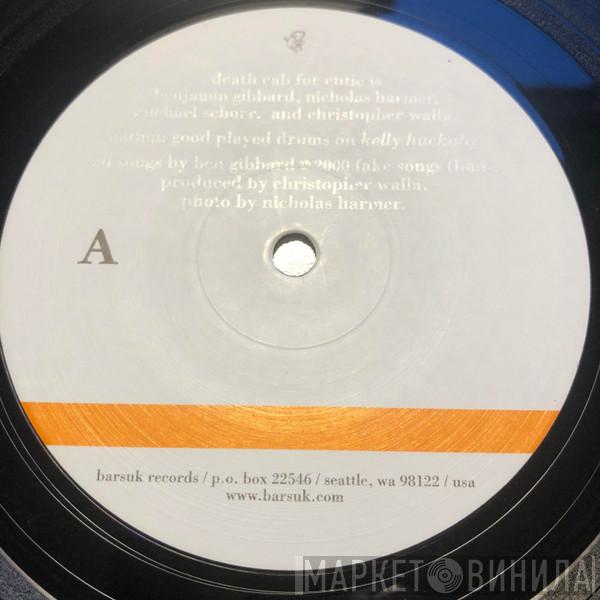 death cab for cutie is
benjamin gibbard, nicholas harmer,
michael schorr, and christopher walla.
nathan good played drums on kelly huckaby
all songs by ben gibbard © 2000 fake songs
produced by christopher walla.
photo by nicholas harmer.
A
barsuk records / p.o. box 22546 / seattle, wa 98122 / usa
www.barsuk.com
МАРКЕТ ВИНИЛА